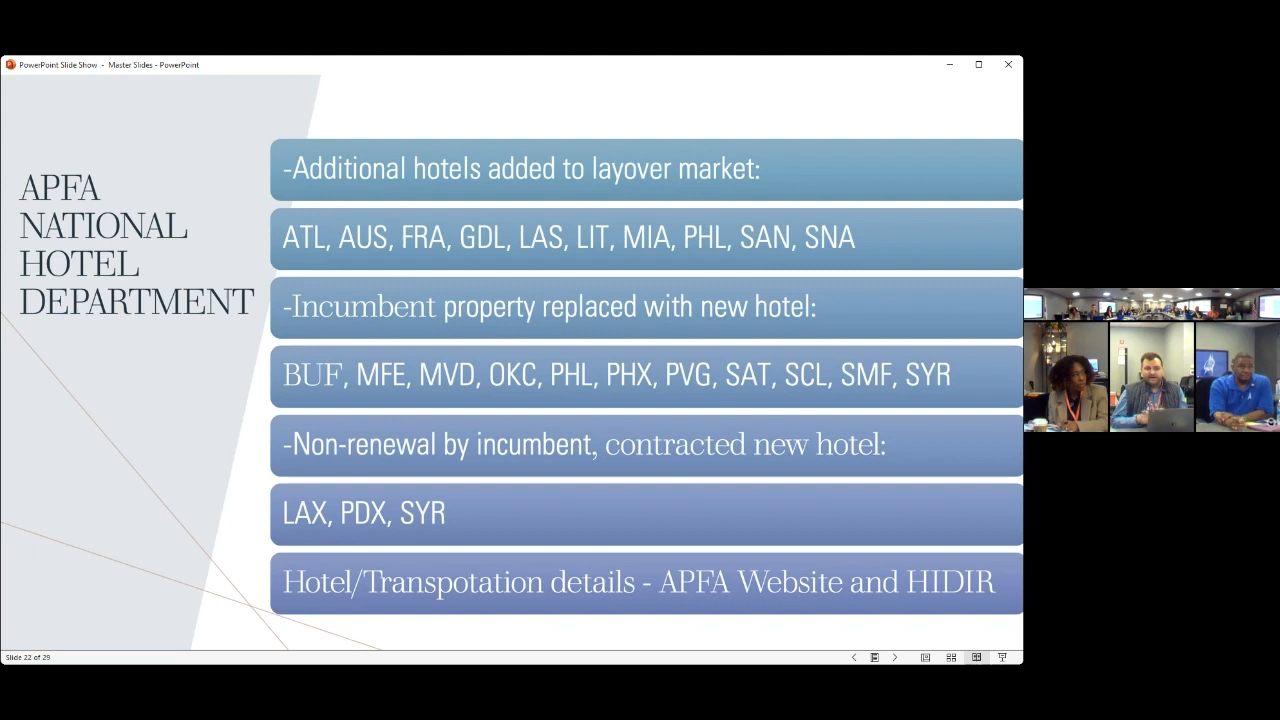 PowerPoint Slide Show - Master Slides - PowerPoint
APFA
NATIONAL
HOTEL
DEPARTMENT
-Additional hotels added to layover market:
ATL, AUS, FRA, GDL, LAS, LIT, MIA, PHL, SAN, SNA
-Incumbent property replaced with new hotel:
BUF, MFE, MVD, OKC, PHL, PHX, PVG, SAT, SCL, SMF, SYR
-Non-renewal by incumbent, contracted new hotel:
LAX, PDX, SYR
Hotel/Transpotation details - APFA Website and HIDIR
Slide 22 of 29